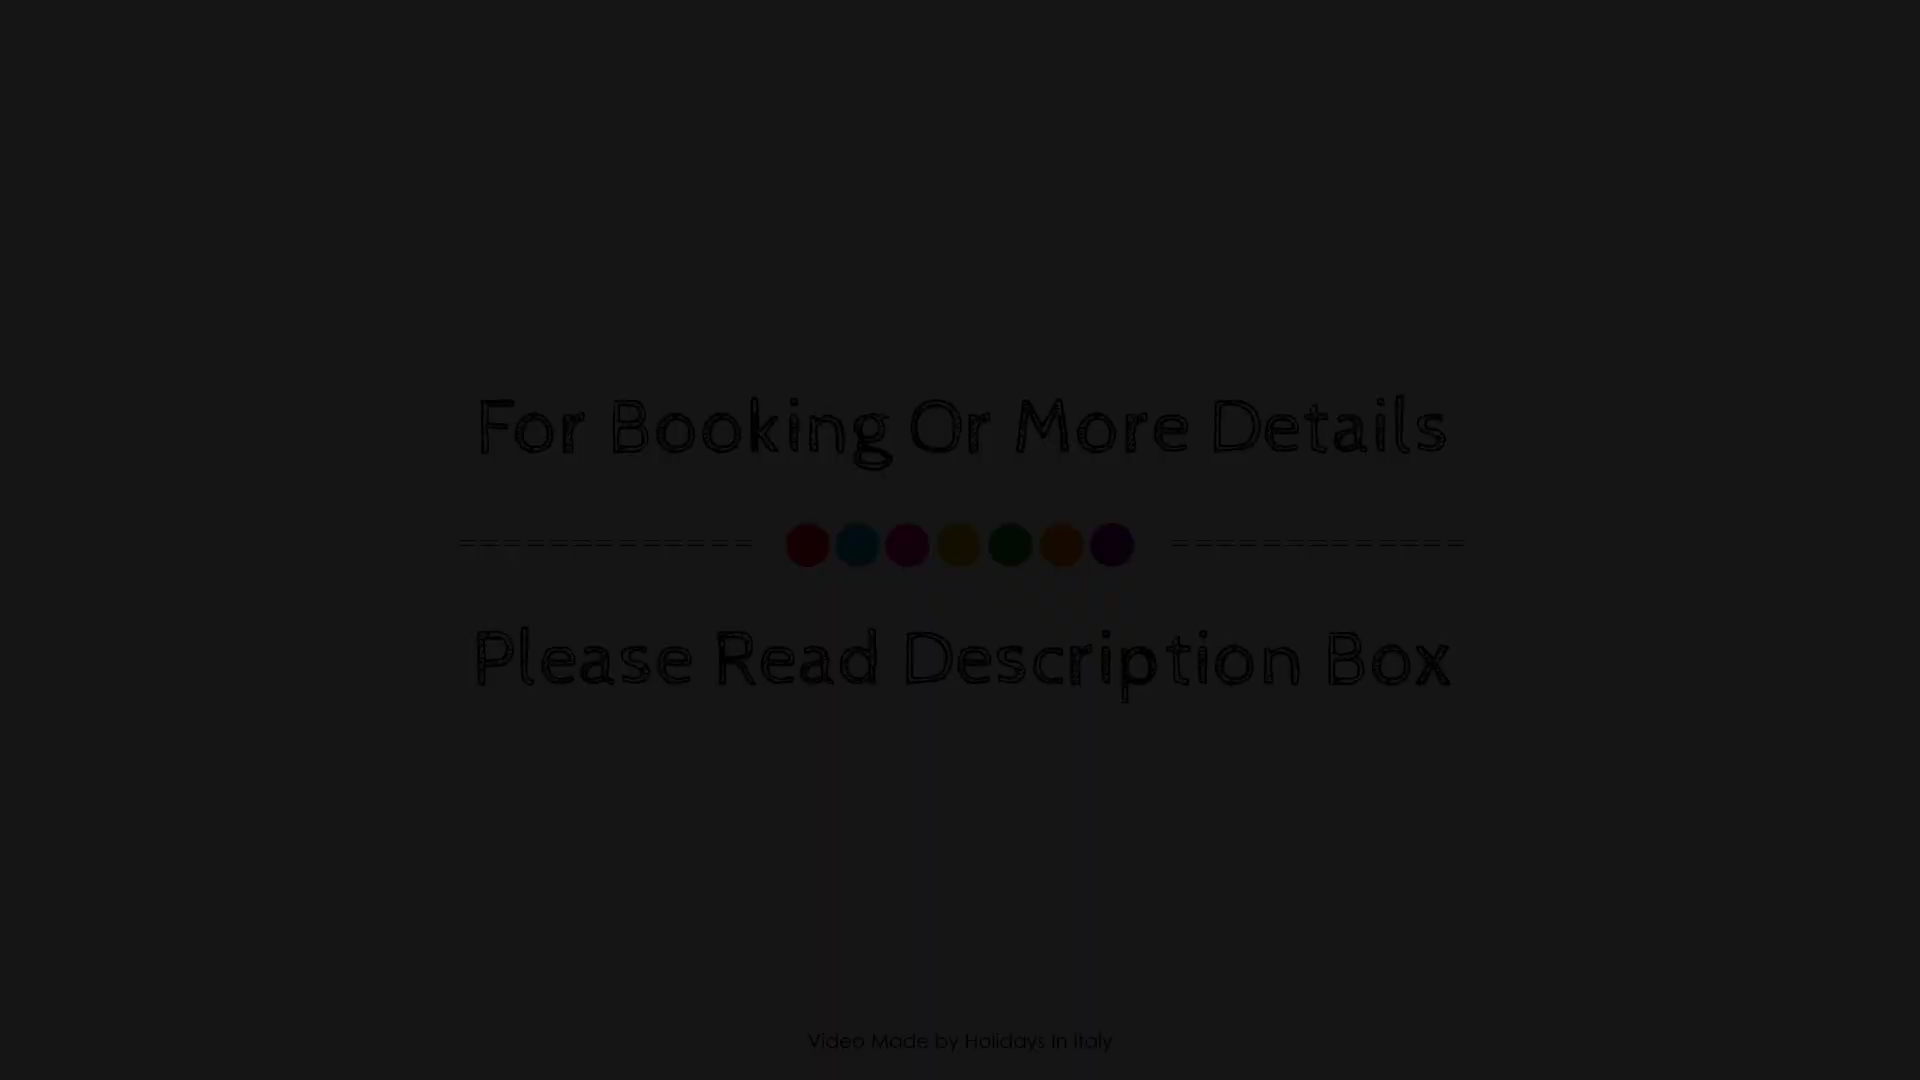 For Booking Or More Details
============= =============
Please Read Description Box
Video Made by Holidays In Italy